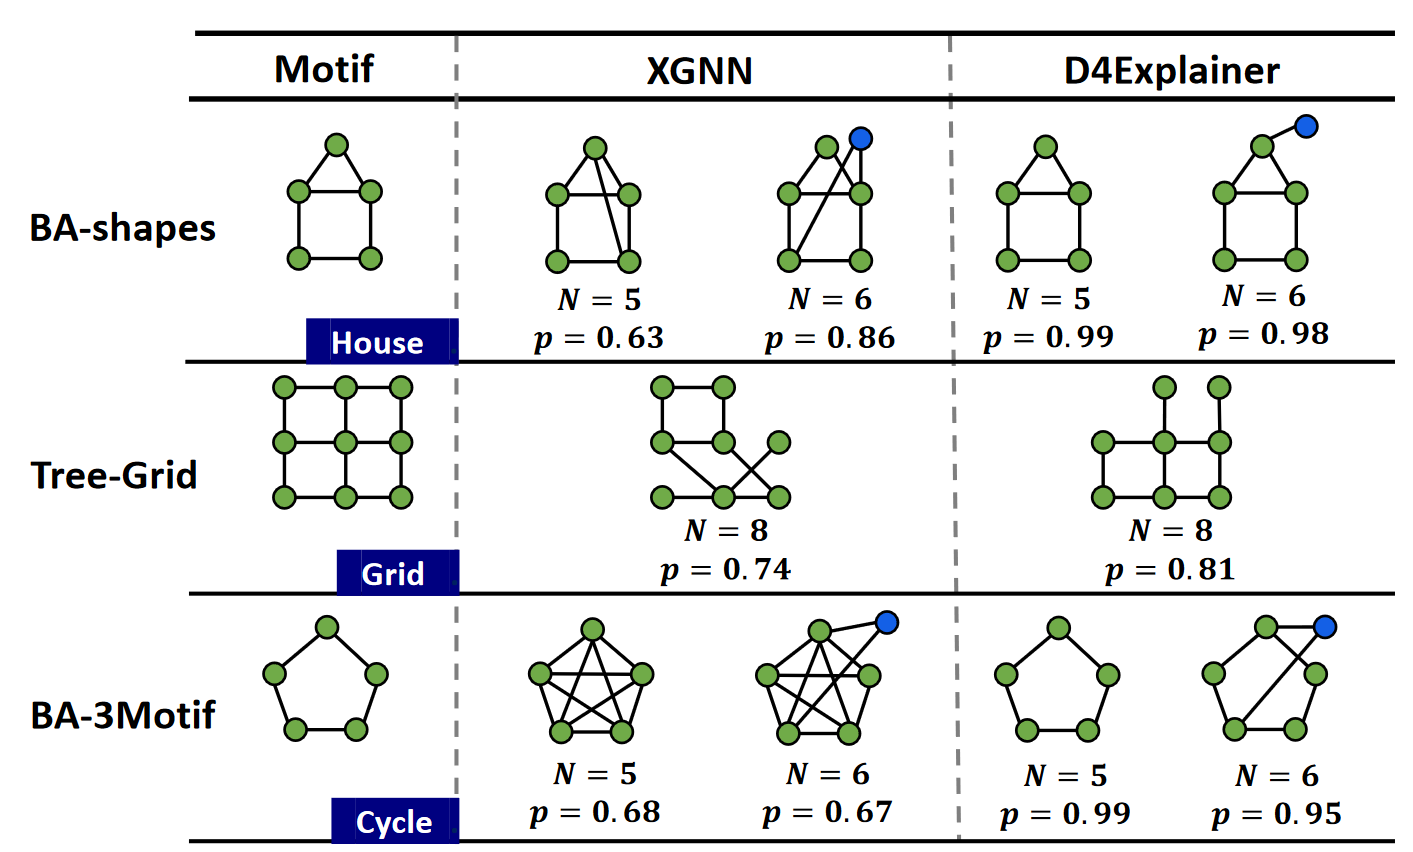 Motif XGNN D4Explainer
BA-shapes
N = 5 N = 6 N = 5 N = 6
p = 0.63 p = 0.86 p = 0.99 p = 0.98
House
Tree-Grid
N = 8 N = 8
p = 0.74 p = 0.81
Grid
BA-3Motif
N = 5 N = 6 N = 5 N = 6
p = 0.68 p = 0.67 p = 0.99 p = 0.95
Cycle